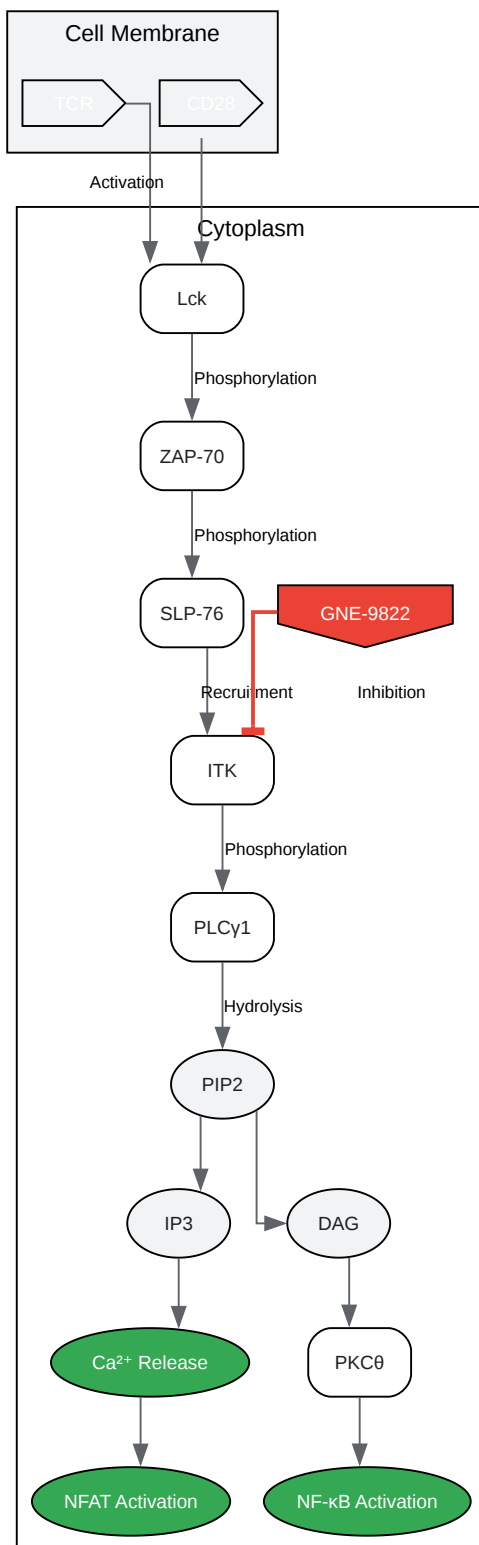 Cell Membrane
TCR
CD28
Activation
Cytoplasm
Lck
Phosphorylation
ZAP-70
Phosphorylation
SLP-76
GNE-9822
Recruitment
Inhibition
ITK
Phosphorylation
PLCγ1
Hydrolysis
PIP2
IP3
DAG
Ca²⁺ Release
PKCθ
NFAT Activation
NF-κB Activation